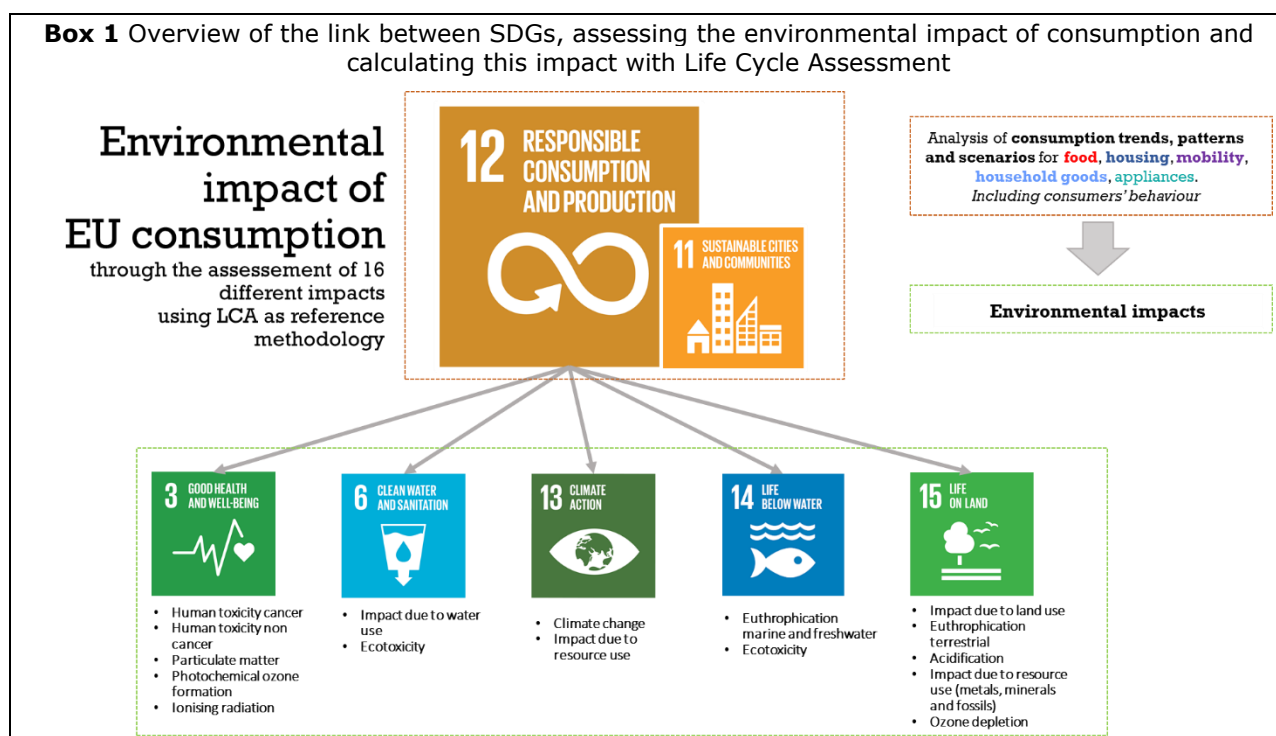 Box 1 Overview of the link between SDGs, assessing the environmental impact of consumption and
calculating this impact with Life Cycle Assessment
Environmental
impact of
EU consumption
through the assessement of 16
different impacts
using LCA as reference
methodology
12 RESPONSIBLE
CONSUMPTION
AND PRODUCTION
11 SUSTAINABLE CITIES
AND COMMUNITIES
Analysis of consumption trends, patterns
and scenarios for food, housing, mobility,
household goods, appliances.
Including consumers' behaviour
Environmental impacts
3 GOOD HEALTH
AND WELL-BEING
• Human toxicity cancer
• Human toxicity non
cancer
• Particulate matter
• Photochemical ozone
formation
• Ionising radiation
6 CLEAN WATER
AND SANITATION
• Impact due to water
use
• Ecotoxicity
13 CLIMATE
ACTION
• Climate change
• Impact due to
resource use
14 LIFE
BELOW WATER
• Euthrophication
marine and freshwater
• Ecotoxicity
15 LIFE
ON LAND
• Impact due to land use
• Euthrophication
terrestrial
• Acidification
• Impact due to resource
use (metals, minerals
and fossils)
• Ozone depletion